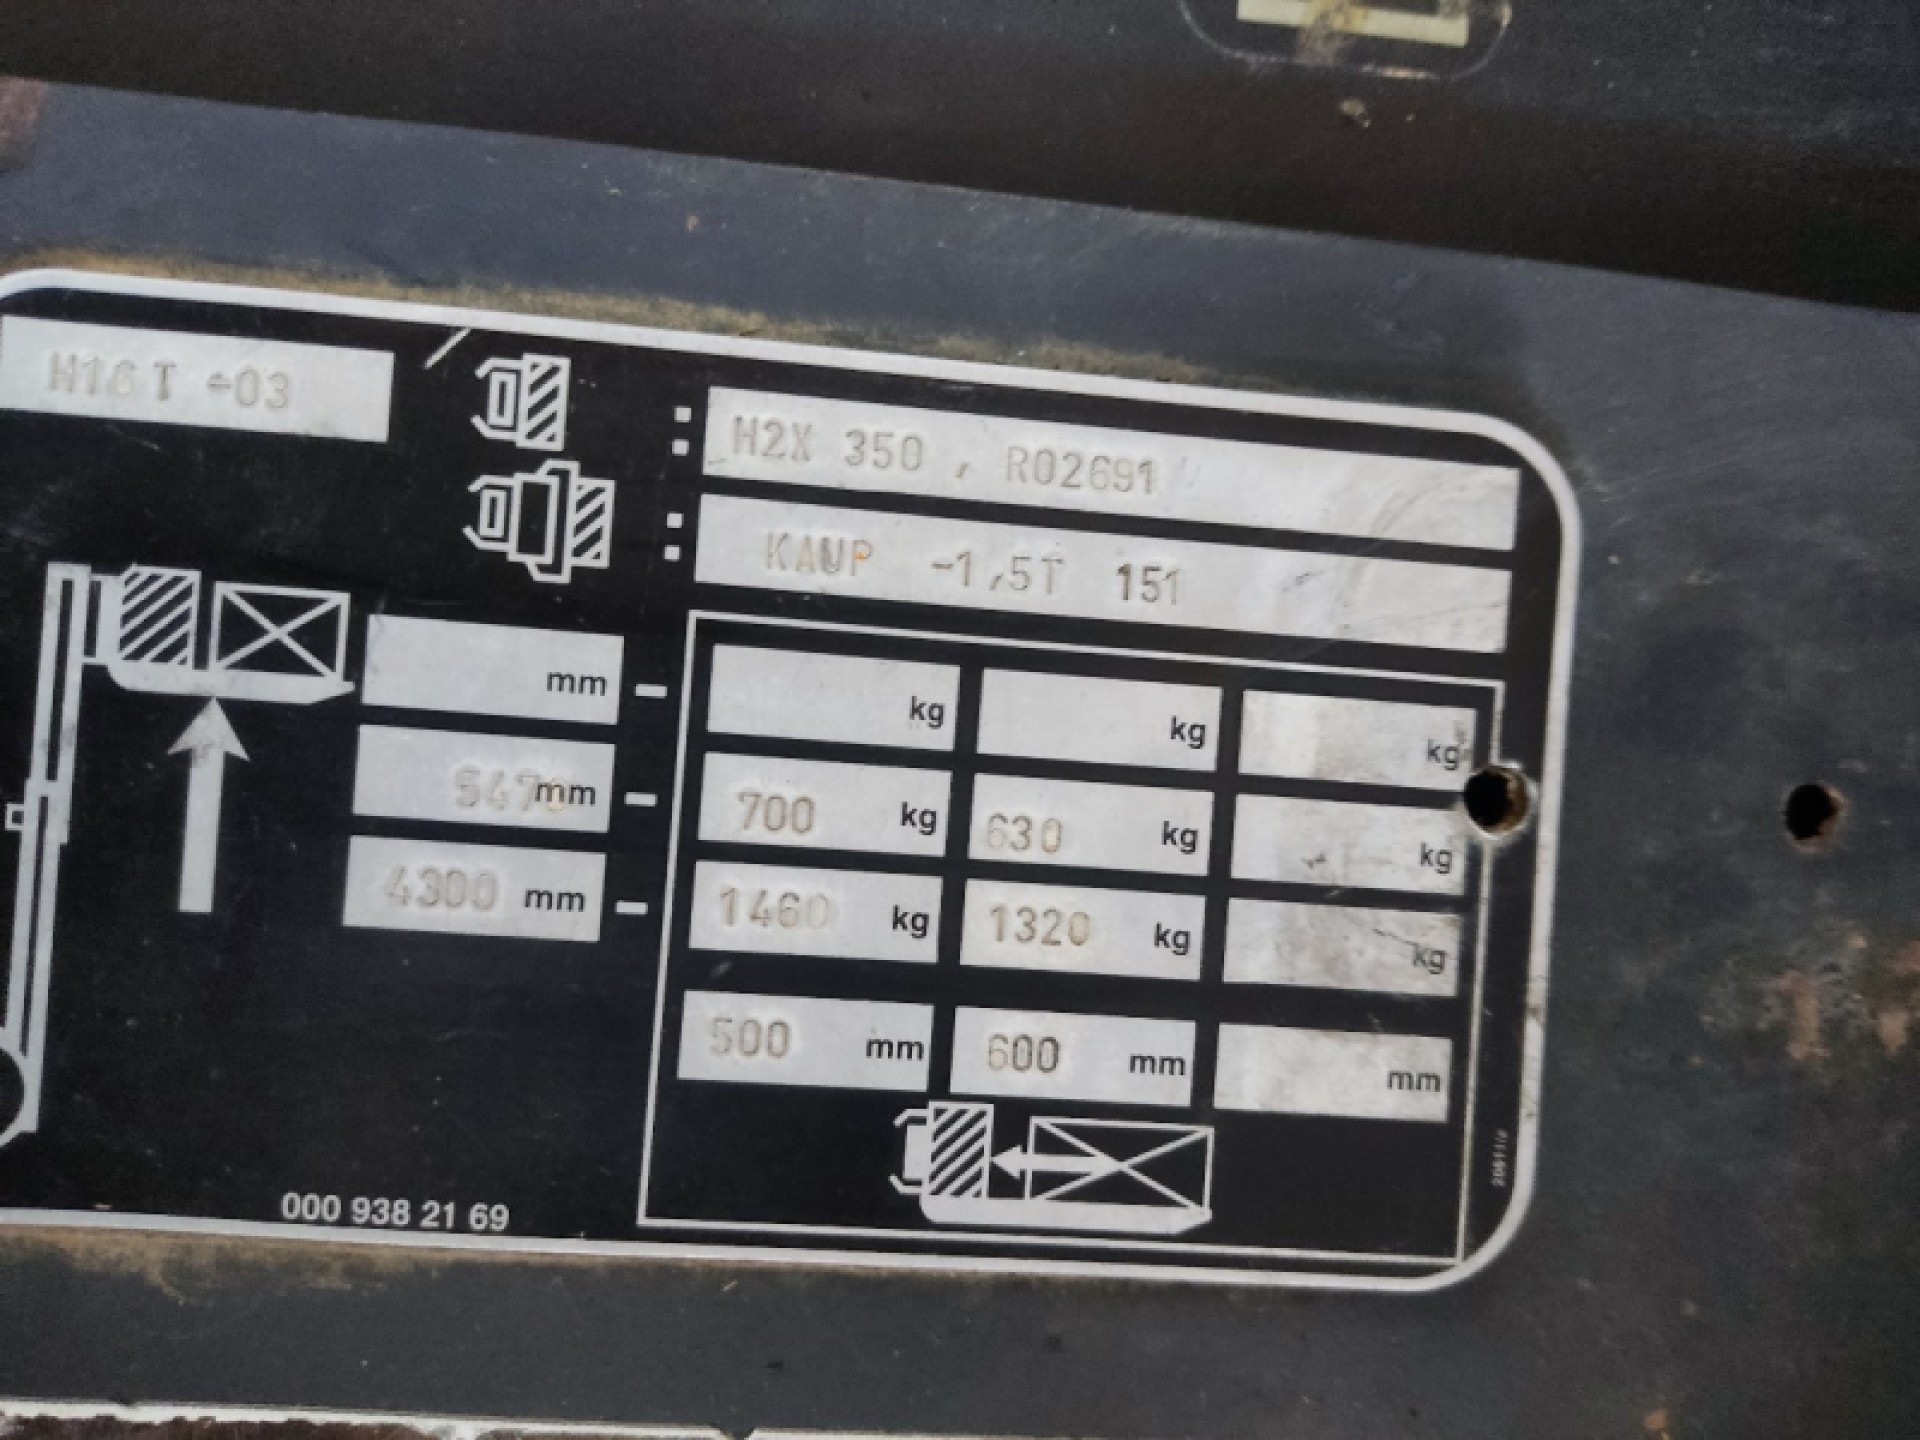 H16T -03
: H2X 350 , R02691
: KAUP -1,5T 151
mm - kg kg kg
5470 mm - 700 kg 630 kg kg
4300 mm - 1460 kg 1320 kg kg
500 mm 600 mm mm
000 938 21 69